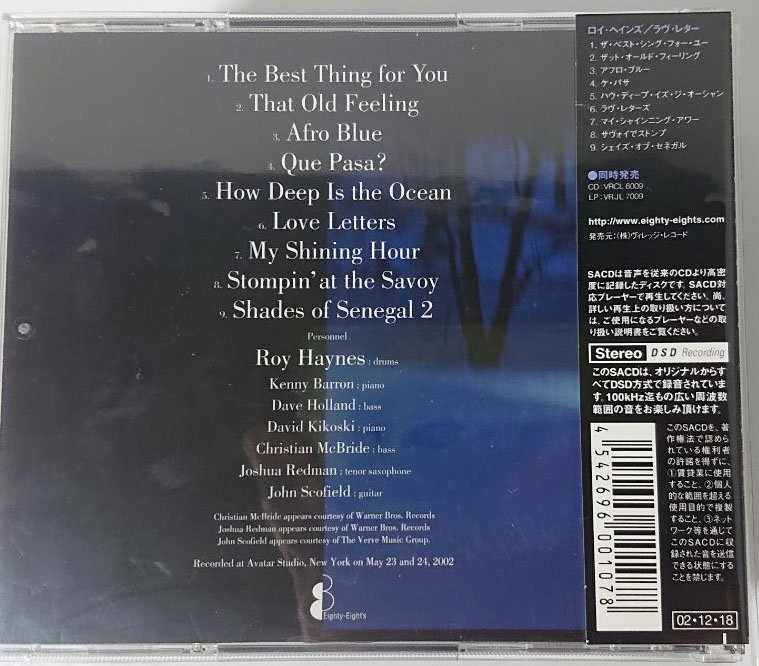 1. The Best Thing for You
2. That Old Feeling
3. Afro Blue
4. Que Pasa?
5. How Deep Is the Ocean
6. Love Letters
7. My Shining Hour
8. Stompin' at the Savoy
9. Shades of Senegal 2
Personnel
Roy Haynes : drums
Kenny Barron : piano
Dave Holland : bass
David Kikoski : piano
Christian McBride : bass
Joshua Redman : tenor saxophone
John Scofield : guitar
Christian McBride appears courtesy of Warner Bros. Records
Joshua Redman appears courtesy of Warner Bros. Records
John Scofield appears courtesy of The Verve Music Group.
Recorded at Avatar Studio, New York on May 23 and 24, 2002
Eighty-Eight's
ロイ・ヘインズ／ラヴ・レター
1. ザ・ベスト・シング・フォー・ユー
2. ザット・オールド・フィーリング
3. アフロ・ブルー
4. ケ・パサ
5. ハウ・ディープ・イズ・ジ・オーシャン
6. ラヴ・レターズ
7. マイ・シャインニング・アワー
8. サヴォイでストンプ
9. シェイズ・オブ・セネガル
●同時発売
CD : VRCL 6009
LP : VRJL 7009
http://www.eighty-eights.com
発売元：(株)ヴィレッジ・レコード
SACDは音声を従来のCDより高密
度に記録したディスクです。SACD対
応プレーヤーで再生してください。尚、
詳しい再生上の取り扱い方について
は、ご使用になるプレーヤーなどの取
り扱い説明書をご覧ください。
Stereo DSD Recording
このSACDは、オリジナルからす
べてDSD方式で録音されていま
す。100kHz迄もの広い周波数
範囲の音をお楽しみ頂けます。
4542696001078
このSACDを、著
作権法で認めら
れている権利者
の許諾を得ずに、
①賃貸業に使用
すること、②個人
的な範囲を超える
使用目的で複製
すること、③ネット
ワーク等を通じて
このSACDに収
録された音を送信
できる状態にする
ことを禁じます。
02・12・18